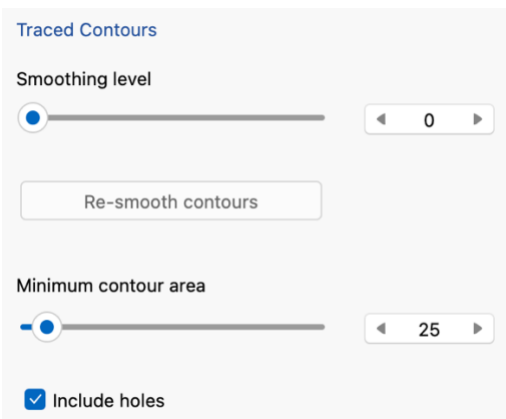 Traced Contours
Smoothing level
0
Re-smooth contours
Minimum contour area
25
Include holes